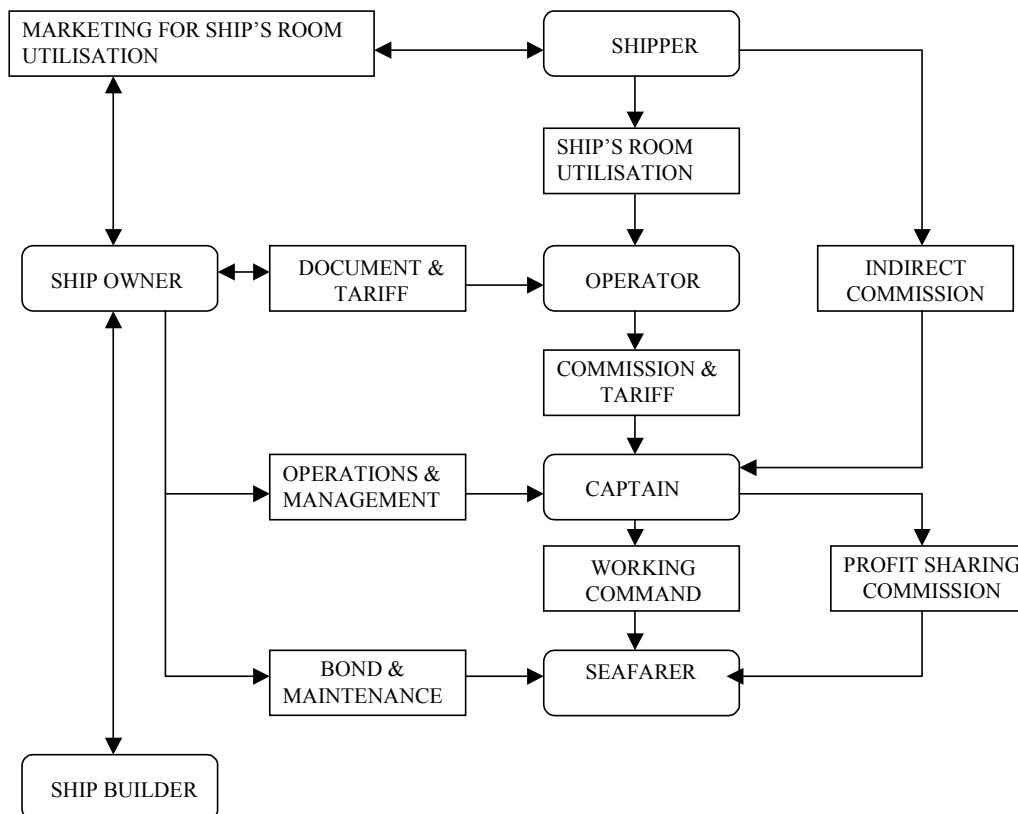 MARKETING FOR SHIP'S ROOM
UTILISATION
SHIPPER
SHIP'S ROOM
UTILISATION
SHIP OWNER
DOCUMENT &
TARIFF
OPERATOR
INDIRECT
COMMISSION
COMMISSION &
TARIFF
OPERATIONS &
MANAGEMENT
CAPTAIN
WORKING
COMMAND
PROFIT SHARING
COMMISSION
BOND &
MAINTENANCE
SEAFARER
SHIP BUILDER